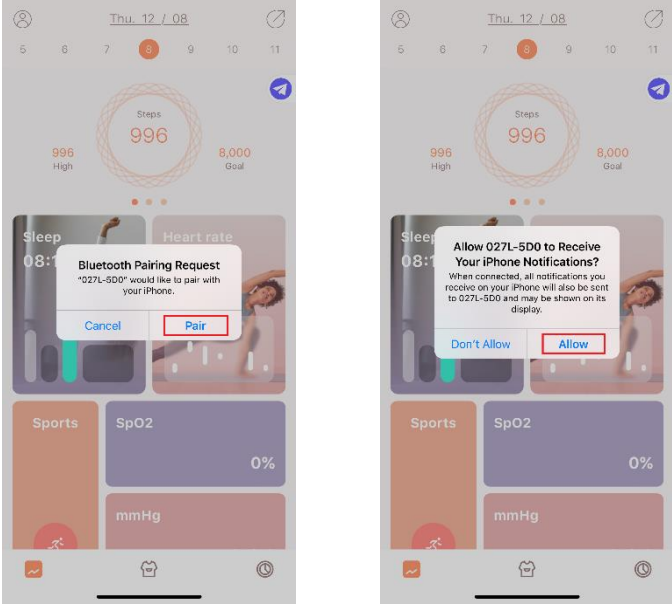 Thu. 12 / 08
5 6 7 8 9 10 11
Steps
996
996
High
8,000
Goal
Sleep
Heart rate
08:1
Bluetooth Pairing Request
"027L-5D0" would like to pair with
your iPhone.
Cancel
Pair
Sports
SpO2
0%
mmHg
Thu. 12 / 08
5 6 7 8 9 10 11
Steps
996
996
High
8,000
Goal
Sleep
08:1
Allow 027L-5D0 to Receive
Your iPhone Notifications?
When connected, all notifications you
receive on your iPhone will also be sent
to 027L-5D0 and may be shown on its
display.
Don't Allow
Allow
Sports
SpO2
0%
mmHg